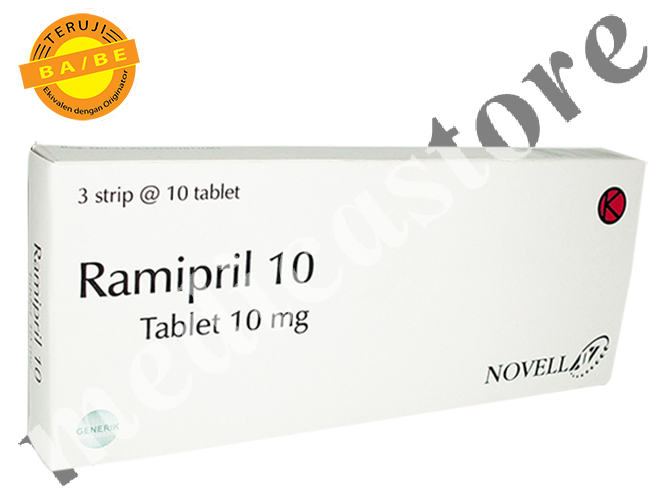 TERUJI
BA/BE
Ekivalen dengan Originator
3 strip @ 10 tablet
K
Ramipril 10
Tablet 10 mg
Ramipril 10
NOVELL
GENERIK
medicastore